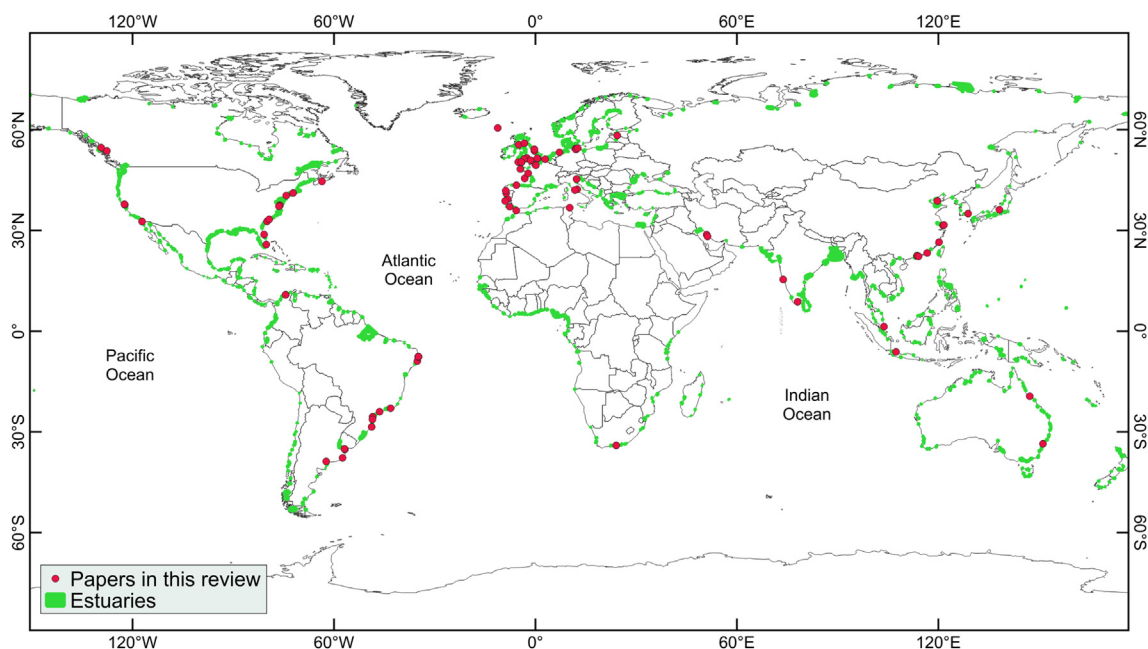 120°W 60°W 0° 60°E 120°E
60°N 60°N
30°N 30°N
Atlantic
Ocean
0° 0°
Pacific
Ocean
Indian
Ocean
30°S 30°S
60°S 60°S
Papers in this review
Estuaries
120°W 60°W 0° 60°E 120°E